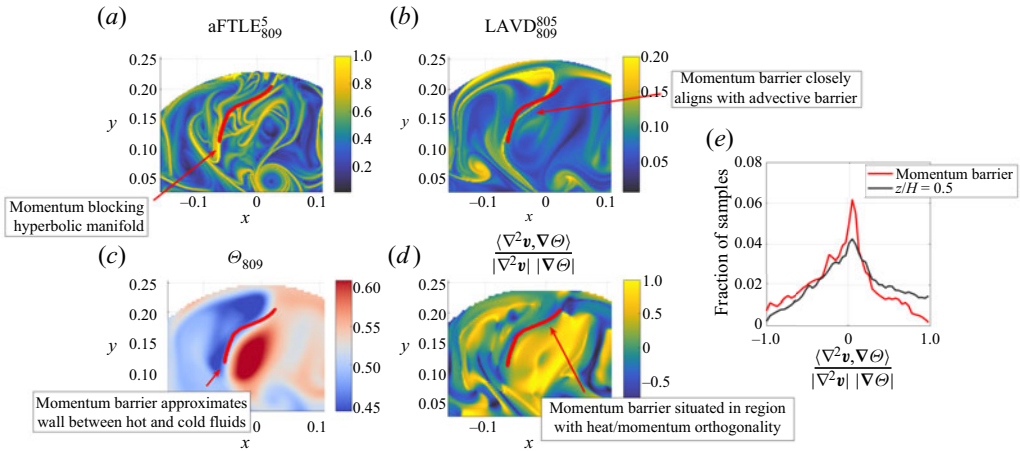 (a)
aFTLE⁵₈₀₉
0.25
0.20
0.15
y
0.10
0.05
−0.1
0
0.1
x
1.0
0.8
0.6
0.4
0.2
Momentum blocking
hyperbolic manifold
(b)
LAVD⁸⁰⁵₈₀₉
0.25
0.20
0.15
y
0.10
0.05
−0.1
0
0.1
x
0.20
0.15
0.10
0.05
Momentum barrier closely
aligns with advective barrier
(c)
Θ₈₀₉
0.25
0.20
0.15
y
0.10
0.05
−0.1
0
0.1
x
0.60
0.55
0.50
0.45
Momentum barrier approximates
wall between hot and cold fluids
(d)
⟨∇²v,∇Θ⟩
|∇²v| |∇Θ|
0.25
0.20
0.15
y
0.10
0.05
−0.1
0
0.1
x
1.0
0.5
0
−0.5
Momentum barrier situated in region
with heat/momentum orthogonality
(e)
Fraction of samples
0.08
0.06
0.04
0.02
0
−1.0
0
1.0
Momentum barrier
z/H = 0.5
⟨∇²v,∇Θ⟩
|∇²v| |∇Θ|